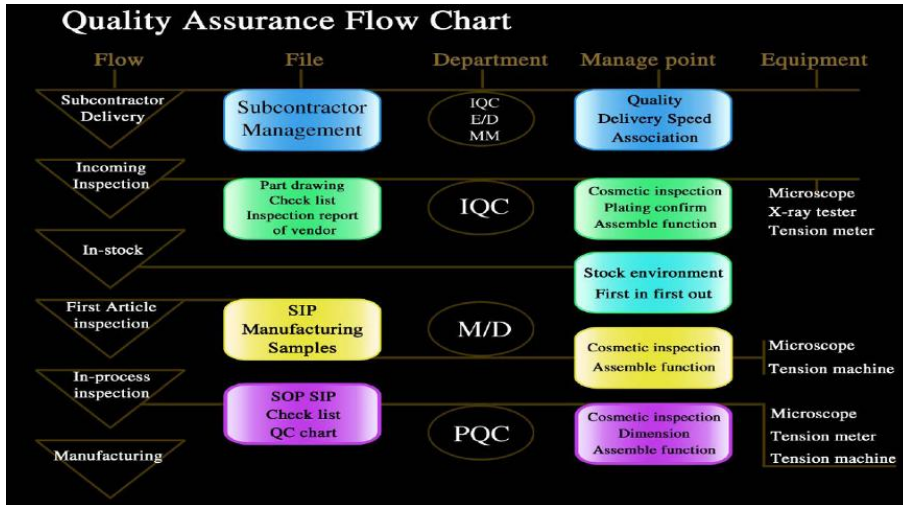 Quality Assurance Flow Chart
Flow
File
Department
Manage point
Equipment
Subcontractor
Delivery
Subcontractor
Management
IQC
E/D
MM
Quality
Delivery Speed
Association
Incoming
Inspection
Part drawing
Check list
Inspection report
of vendor
IQC
Cosmetic inspection
Plating confirm
Assemble function
Microscope
X-ray tester
Tension meter
In-stock
Stock environment
First in first out
First Article
inspection
SIP
Manufacturing
Samples
M/D
Cosmetic inspection
Assemble function
Microscope
Tension machine
In-process
inspection
SOP SIP
Check list
QC chart
PQC
Cosmetic inspection
Dimension
Assemble function
Microscope
Tension meter
Tension machine
Manufacturing